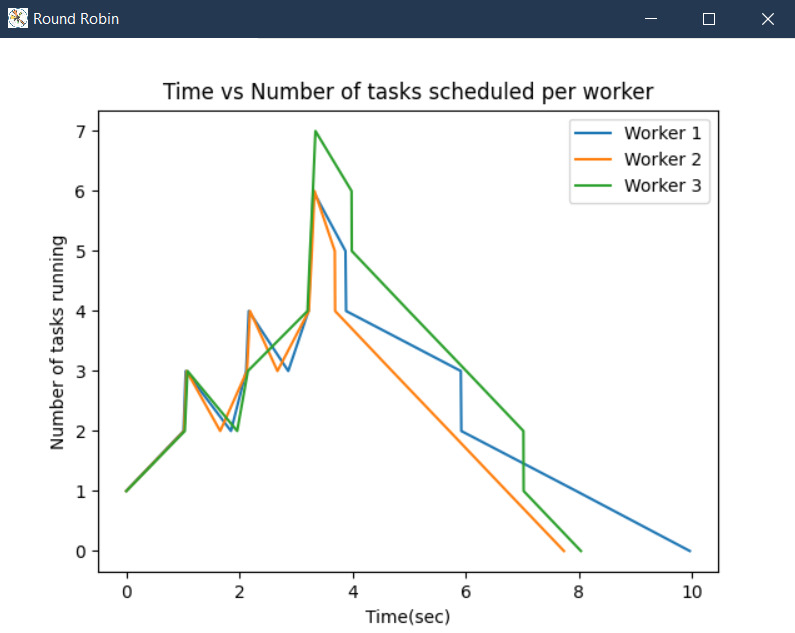 Round Robin
Time vs Number of tasks scheduled per worker
Worker 1
Worker 2
Worker 3
Number of tasks running
7
6
5
4
3
2
1
0
0 2 4 6 8 10
Time(sec)